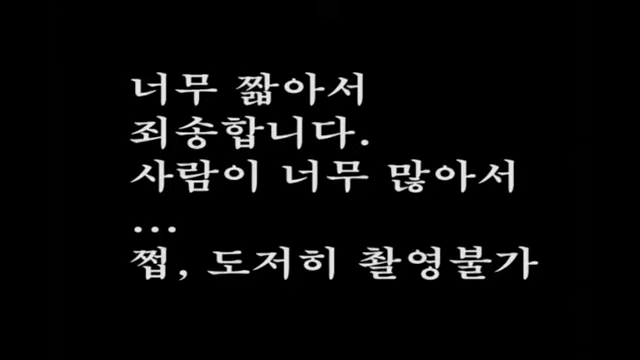 너무 짧아서
죄송합니다.
사람이 너무 많아서
...
쩝, 도저히 촬영불가